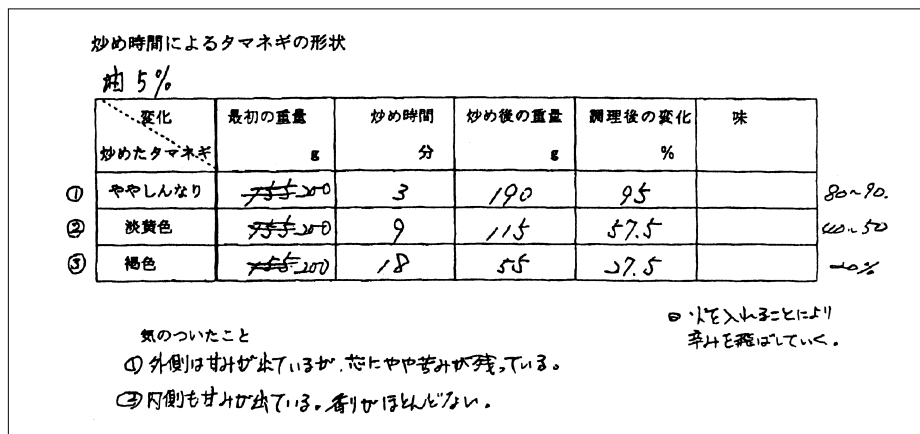 炒め時間によるタマネギの形状
油 5%
変化 最初の重量 g 炒め時間 分 炒め後の重量 g 調理後の変化 % 味
炒めたタマネギ
① ややしんなり 155 200 3 190 95 80~90.
② 淡黄色 155 200 9 115 57.5 40~50
③ 褐色 155 200 18 55 27.5 20%
火を入れることにより
辛みを飛ばしていく。
気のついたこと
① 外側は甘みが出ているが、芯にやや苦みが残っている。
③ 内側も甘みが出ている。香りがほとんどない。